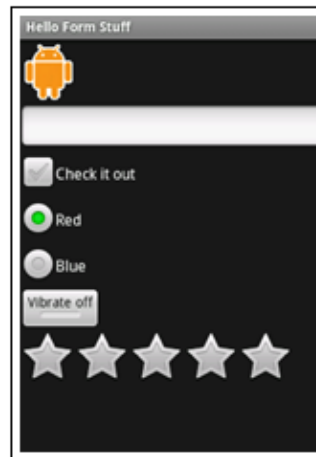 Hello Form Stuff
Check it out
Red
Blue
Vibrate off